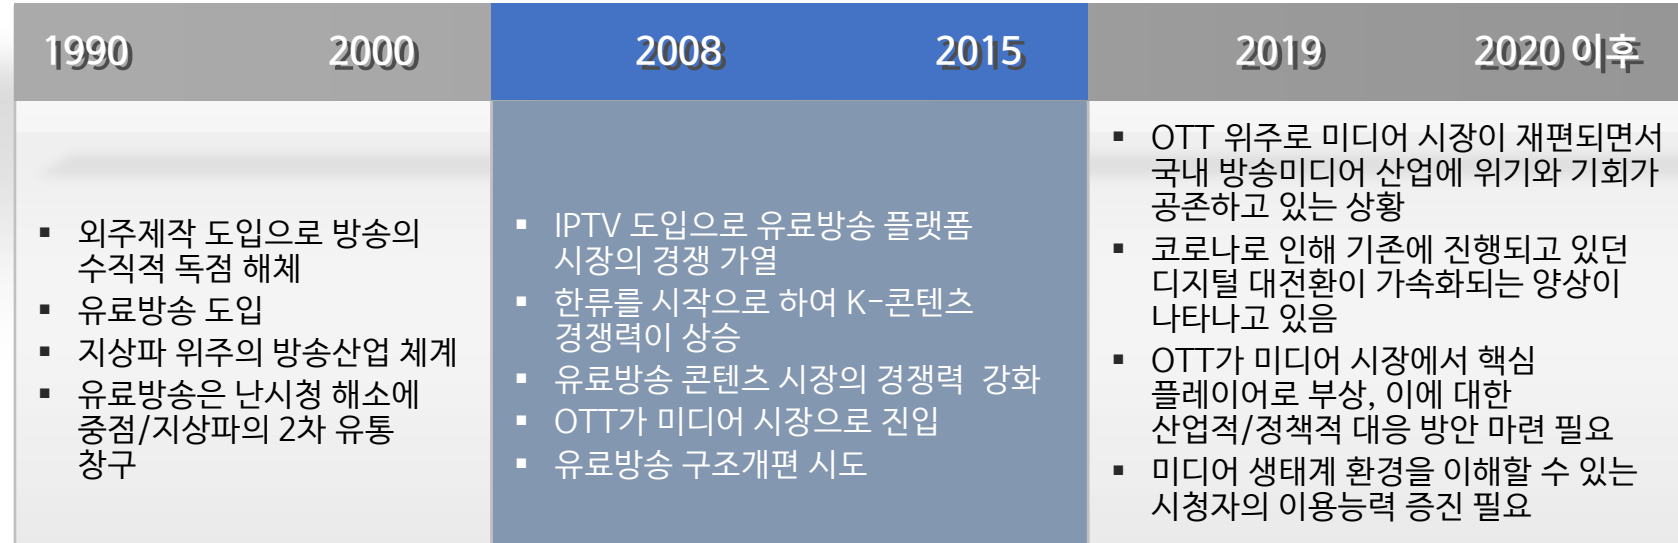 1990 2000 2008 2015 2019 2020 이후
▪ 외주제작 도입으로 방송의
수직적 독점 해체
▪ 유료방송 도입
▪ 지상파 위주의 방송산업 체계
▪ 유료방송은 난시청 해소에
중점/지상파의 2차 유통
창구
▪ IPTV 도입으로 유료방송 플랫폼
시장의 경쟁 가열
▪ 한류를 시작으로 하여 K-콘텐츠
경쟁력이 상승
▪ 유료방송 콘텐츠 시장의 경쟁력 강화
▪ OTT가 미디어 시장으로 진입
▪ 유료방송 구조개편 시도
▪ OTT 위주로 미디어 시장이 재편되면서
국내 방송미디어 산업에 위기와 기회가
공존하고 있는 상황
▪ 코로나로 인해 기존에 진행되고 있던
디지털 대전환이 가속화되는 양상이
나타나고 있음
▪ OTT가 미디어 시장에서 핵심
플레이어로 부상, 이에 대한
산업적/정책적 대응 방안 마련 필요
▪ 미디어 생태계 환경을 이해할 수 있는
시청자의 이용능력 증진 필요